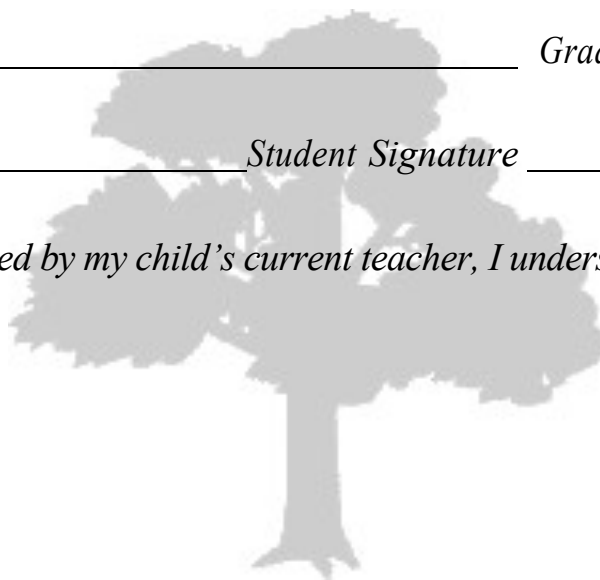 Grad
Student Signature
ed by my child’s current teacher, I unders